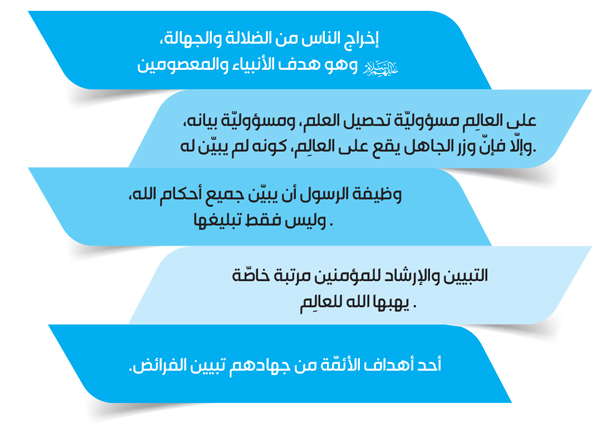 إخراج الناس من الضلالة والجهالة،
وهو هدف الأنبياء والمعصومين عليهم السلام
على العالِم مسؤوليّة تحصيل العلم، ومسؤوليّة بيانه،
.وإلّا فإنّ وزر الجاهل يقع على العالِم، كونه لم يبيّن له
وظيفة الرسول أن يبيّن جميع أحكام الله،
. وليس فقط تبليغها
التبيين والإرشاد للمؤمنين مرتبة خاصّة
. يهبها الله للعالِم
أحد أهداف الأئمّة من جهادهم تبيين الفرائض.